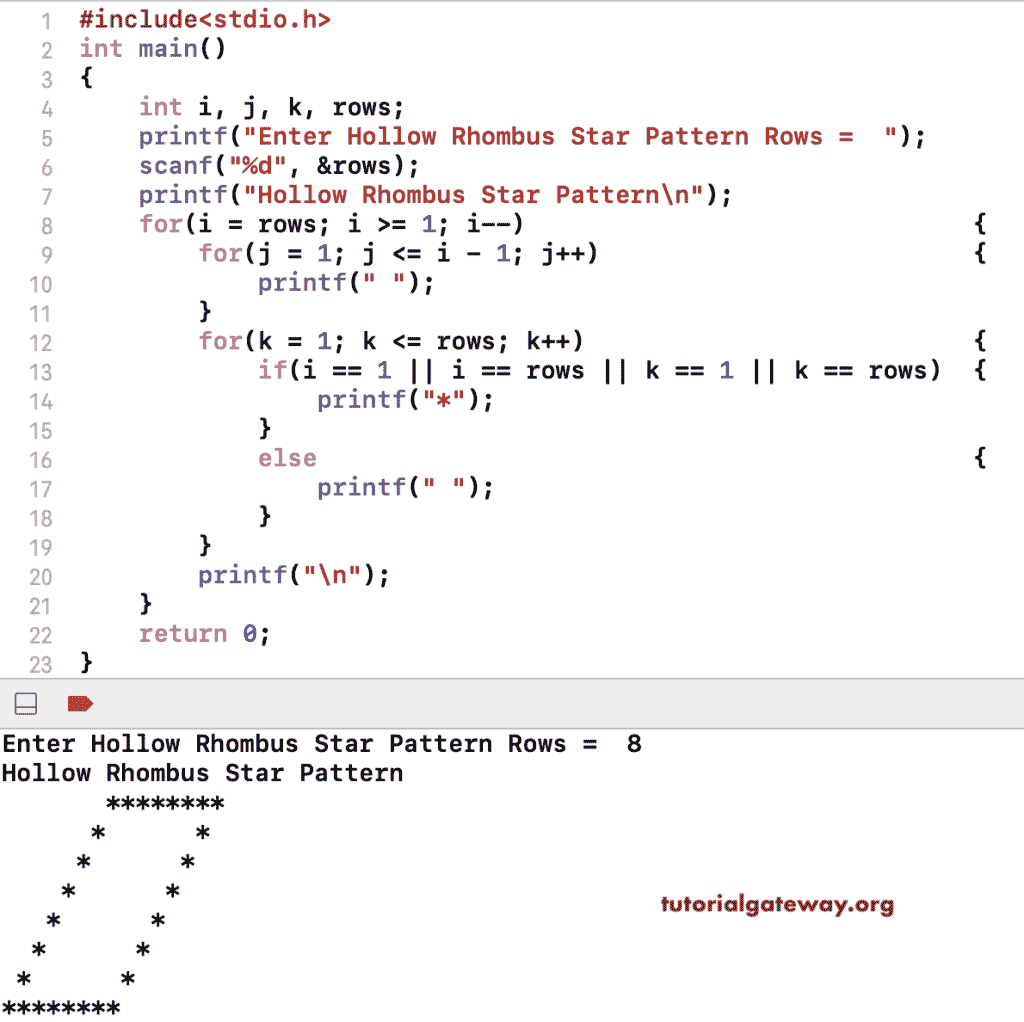 1 #include<stdio.h>
2 int main()
3 {
4     int i, j, k, rows;
5     printf("Enter Hollow Rhombus Star Pattern Rows =  ");
6     scanf("%d", &rows);
7     printf("Hollow Rhombus Star Pattern\n");
8     for(i = rows; i >= 1; i--)                              {
9         for(j = 1; j <= i - 1; j++)                         {
10             printf(" ");
11         }
12         for(k = 1; k <= rows; k++)                          {
13             if(i == 1 || i == rows || k == 1 || k == rows)  {
14                 printf("*");
15             }
16             else                                            {
17                 printf(" ");
18             }
19         }
20         printf("\n");
21     }
22     return 0;
23 }
Enter Hollow Rhombus Star Pattern Rows =  8
Hollow Rhombus Star Pattern
       ********
      *      *
     *      *
    *      *
   *      *
  *      *
 *      *
********
tutorialgateway.org